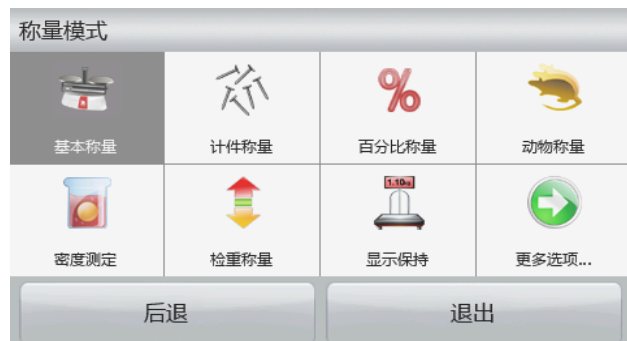 称量模式
基本称量
计件称量
百分比称量
动物称量
1.10kg
密度测定
检重称量
显示保持
更多选项...
后退
退出